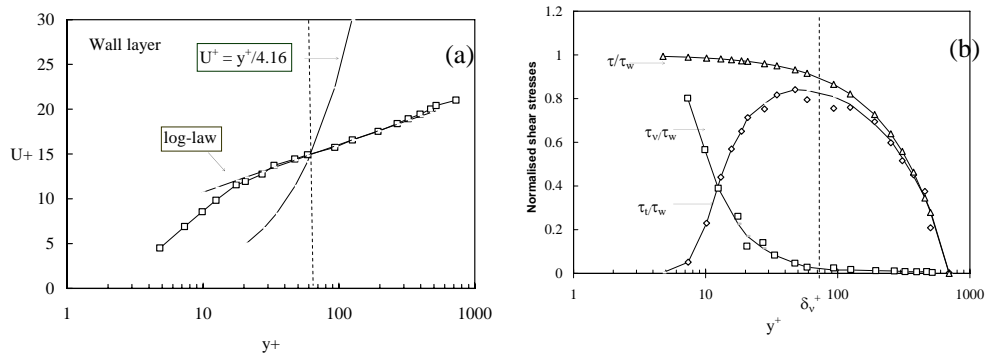 30
25
20
U+ 15
10
5
0
Wall layer
(a)
U⁺ = y⁺/4.16
log-law
1 10 100 1000
y+
1.2
1
0.8
0.6
0.4
0.2
0
Normalised shear stresses
(b)
τ/τw
τv/τw
τt/τw
1 10 100 1000
δv⁺
y⁺